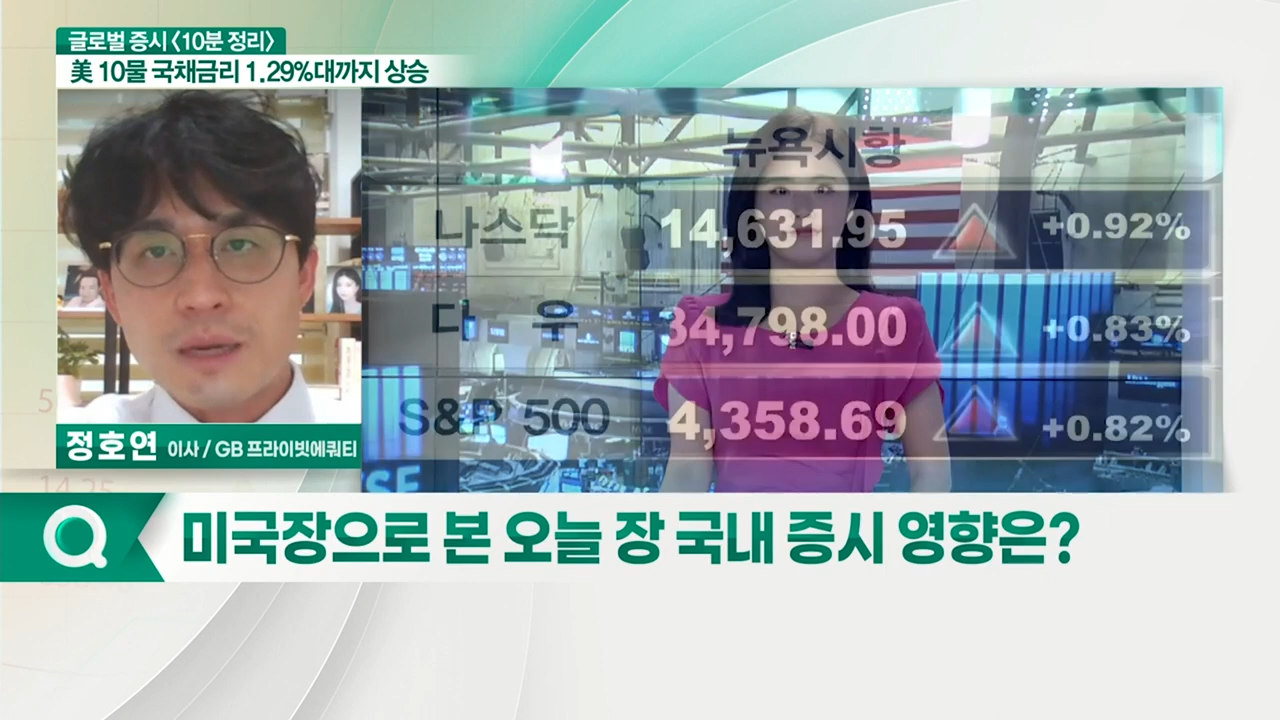 글로벌 증시 <10분 정리>
美 10물 국채금리 1.29%대까지 상승
뉴욕시황
나스닥 14,631.95 +0.92%
다 우 34,798.00 +0.83%
S&P 500 4,358.69 +0.82%
정호연 이사 / GB 프라이빗에쿼티
Q 미국장으로 본 오늘 장 국내 증시 영향은?